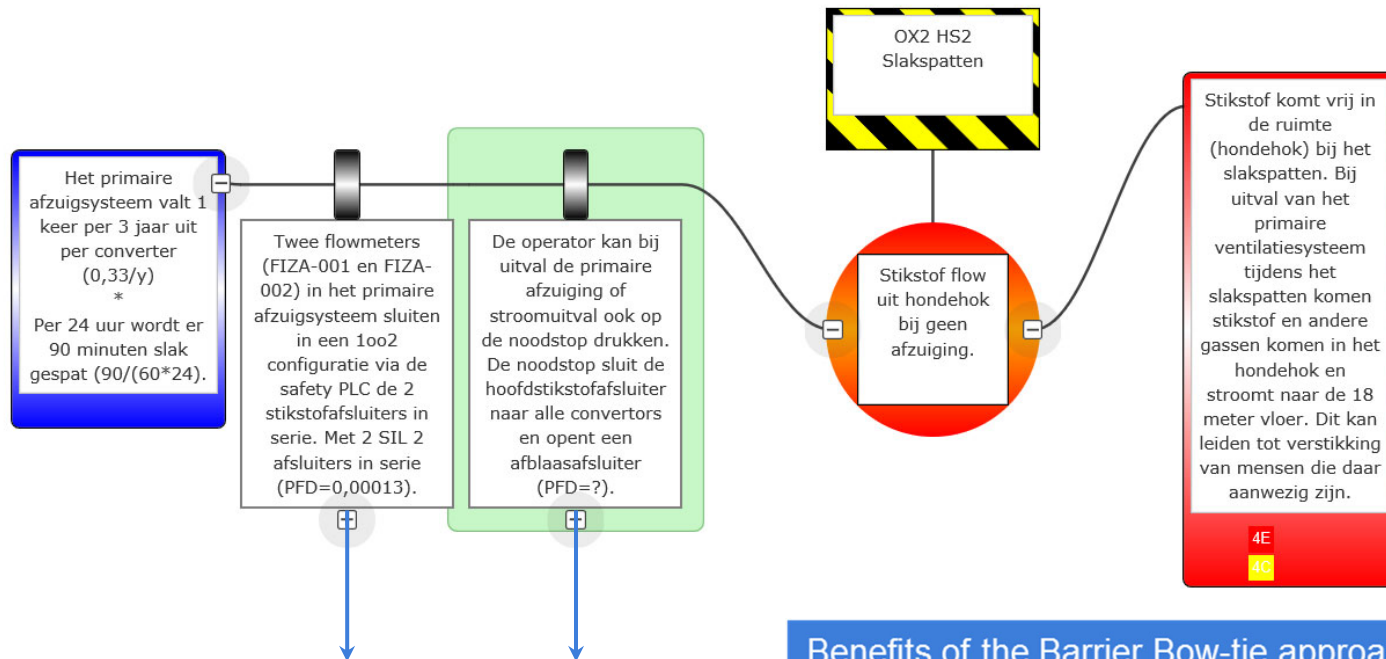 OX2 HS2
Slakspatten
Het primaire
afzuigsysteem valt 1
keer per 3 jaar uit
per converter
(0,33/y)
*
Per 24 uur wordt er
90 minuten slak
gespat (90/(60*24).
Twee flowmeters
(FIZA-001 en FIZA-
002) in het primaire
afzuigsysteem sluiten
in een 1oo2
configuratie via de
safety PLC de 2
stikstofafsluiters in
serie. Met 2 SIL 2
afsluiters in serie
(PFD=0,00013).
De operator kan bij
uitval de primaire
afzuiging of
stroomuitval ook op
de noodstop drukken.
De noodstop sluit de
hoofdstikstofafsluiter
naar alle convertors
en opent een
afblaasafsluiter
(PFD=?).
Stikstof flow
uit hondehok
bij geen
afzuiging.
Stikstof komt vrij in
de ruimte
(hondehok) bij het
slakspatten. Bij
uitval van het
primaire
ventilatiesysteem
tijdens het
slakspatten komen
stikstof en andere
gassen komen in het
hondehok en
stroomt naar de 18
meter vloer. Dit kan
leiden tot verstikking
van mensen die daar
aanwezig zijn.
4E
4C
Benefits of the Barrier Bow-tie approa